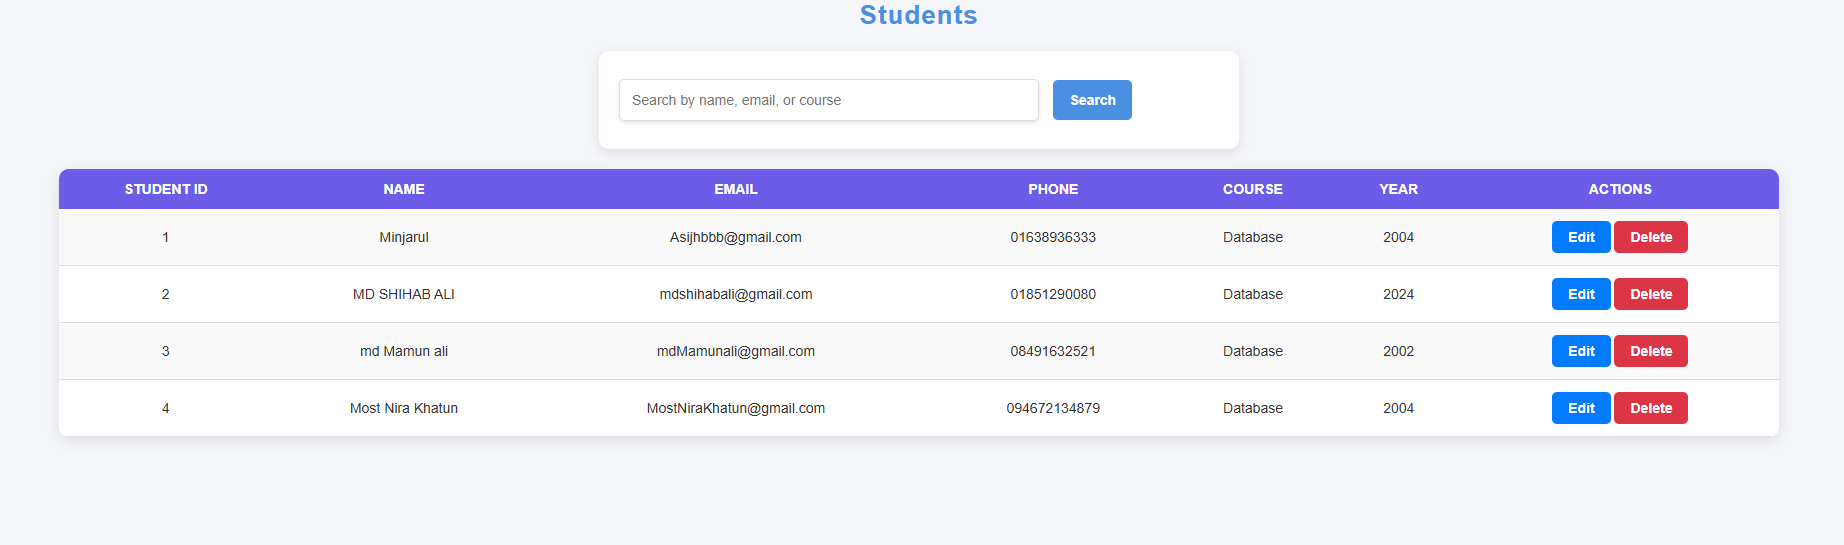 Students
Search by name, email, or course Search
STUDENT ID NAME EMAIL PHONE COURSE YEAR ACTIONS
1 Minjarul Asijhbbb@gmail.com 01638936333 Database 2004 Edit Delete
2 MD SHIHAB ALI mdshihabali@gmail.com 01851290080 Database 2024 Edit Delete
3 md Mamun ali mdMamunali@gmail.com 08491632521 Database 2002 Edit Delete
4 Most Nira Khatun MostNiraKhatun@gmail.com 094672134879 Database 2004 Edit Delete